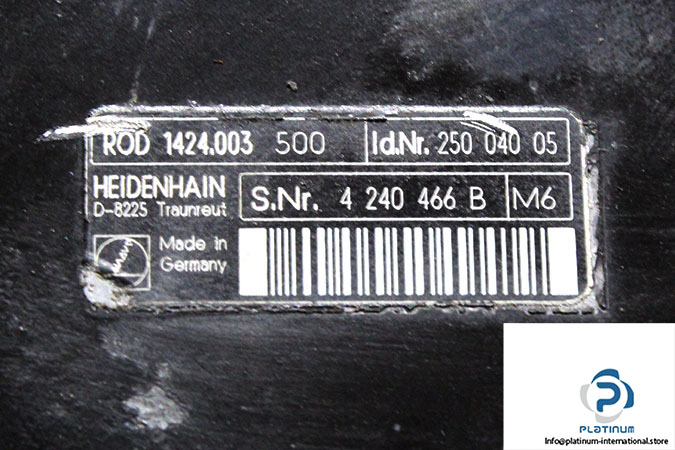 ROD 1424.003 500 Id.Nr. 250 040 05
HEIDENHAIN
D-8225 Traunreut
S.Nr. 4 240 466 B M6
Made in
Germany
PLATINUM
Info@platinum-international.store